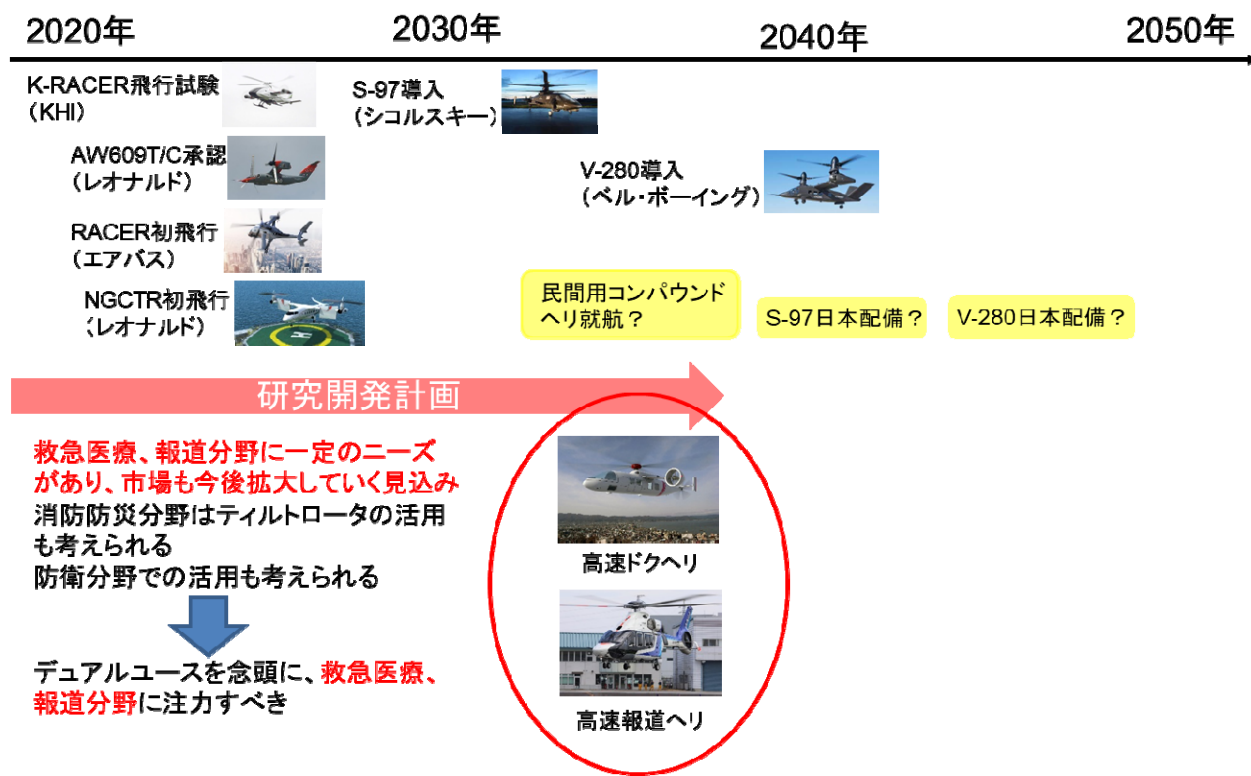 2020年
2030年
2040年
2050年
K-RACER飛行試験
（KHI）
S-97導入
（シコルスキー）
AW609T/C承認
（レオナルド）
V-280導入
（ベル・ボーイング）
RACER初飛行
（エアバス）
NGCTR初飛行
（レオナルド）
民間用コンパウンド
ヘリ就航？
S-97日本配備？
V-280日本配備？
研究開発計画
救急医療、報道分野に一定のニーズ
があり、市場も今後拡大していく見込み
消防防災分野はティルトロータの活用
も考えられる
防衛分野での活用も考えられる
デュアルユースを念頭に、救急医療、
報道分野に注力すべき
高速ドクヘリ
高速報道ヘリ